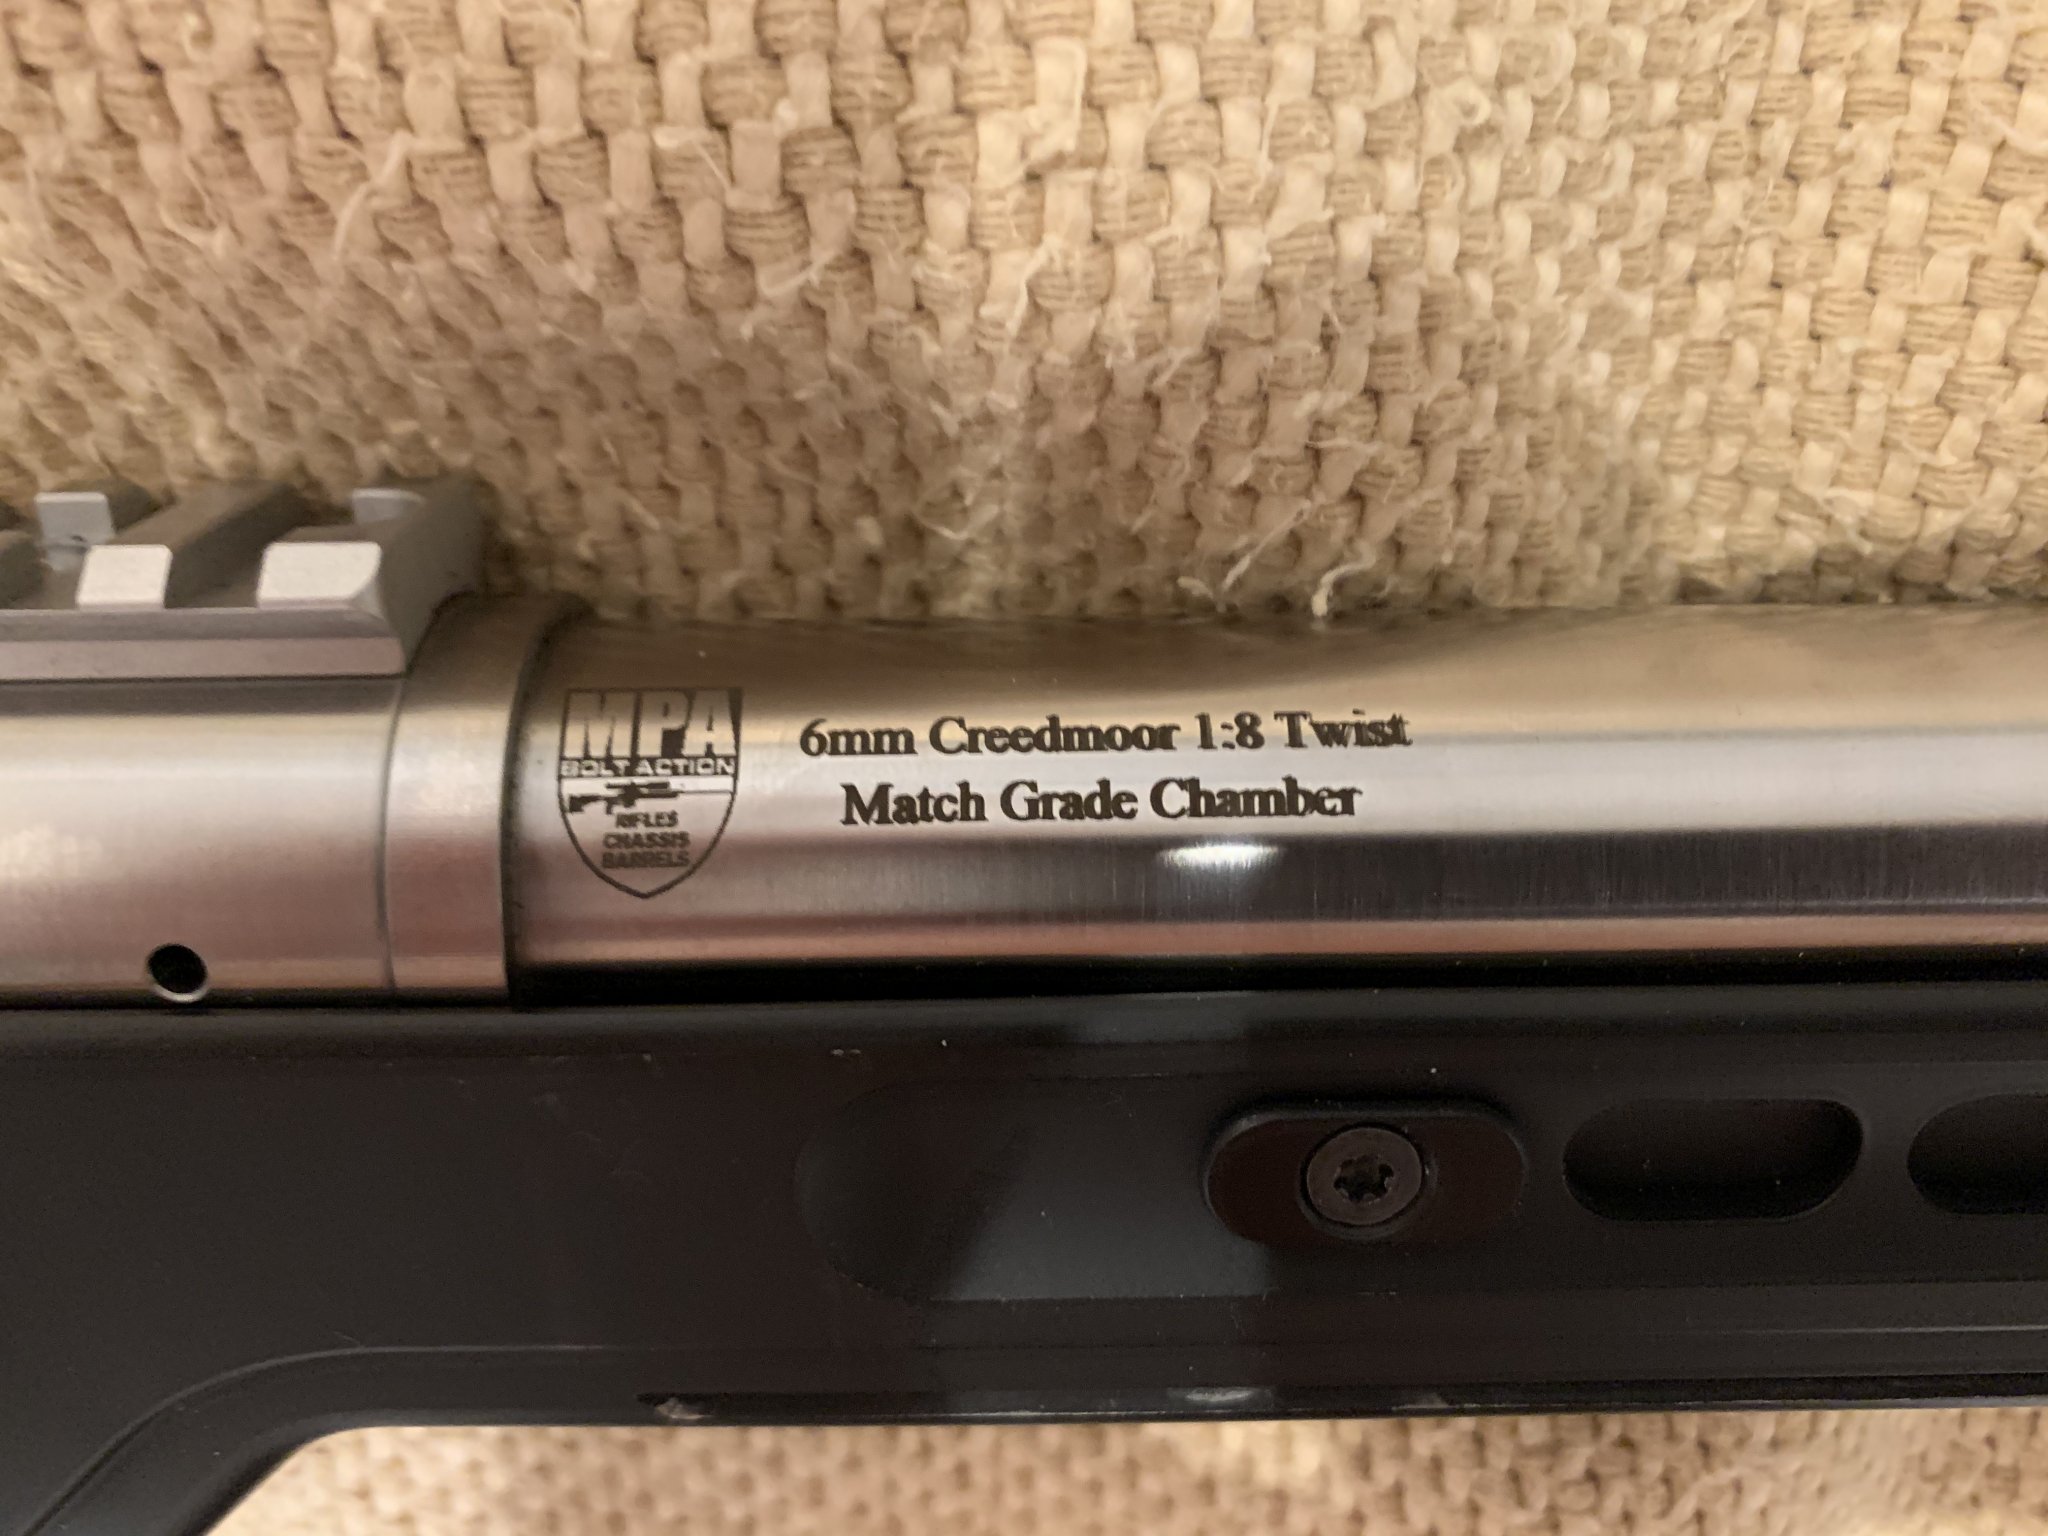 MPA
BOLT ACTION
RIFLES
CHASSIS
BARRELS
6mm Creedmoor 1:8 Twist
Match Grade Chamber